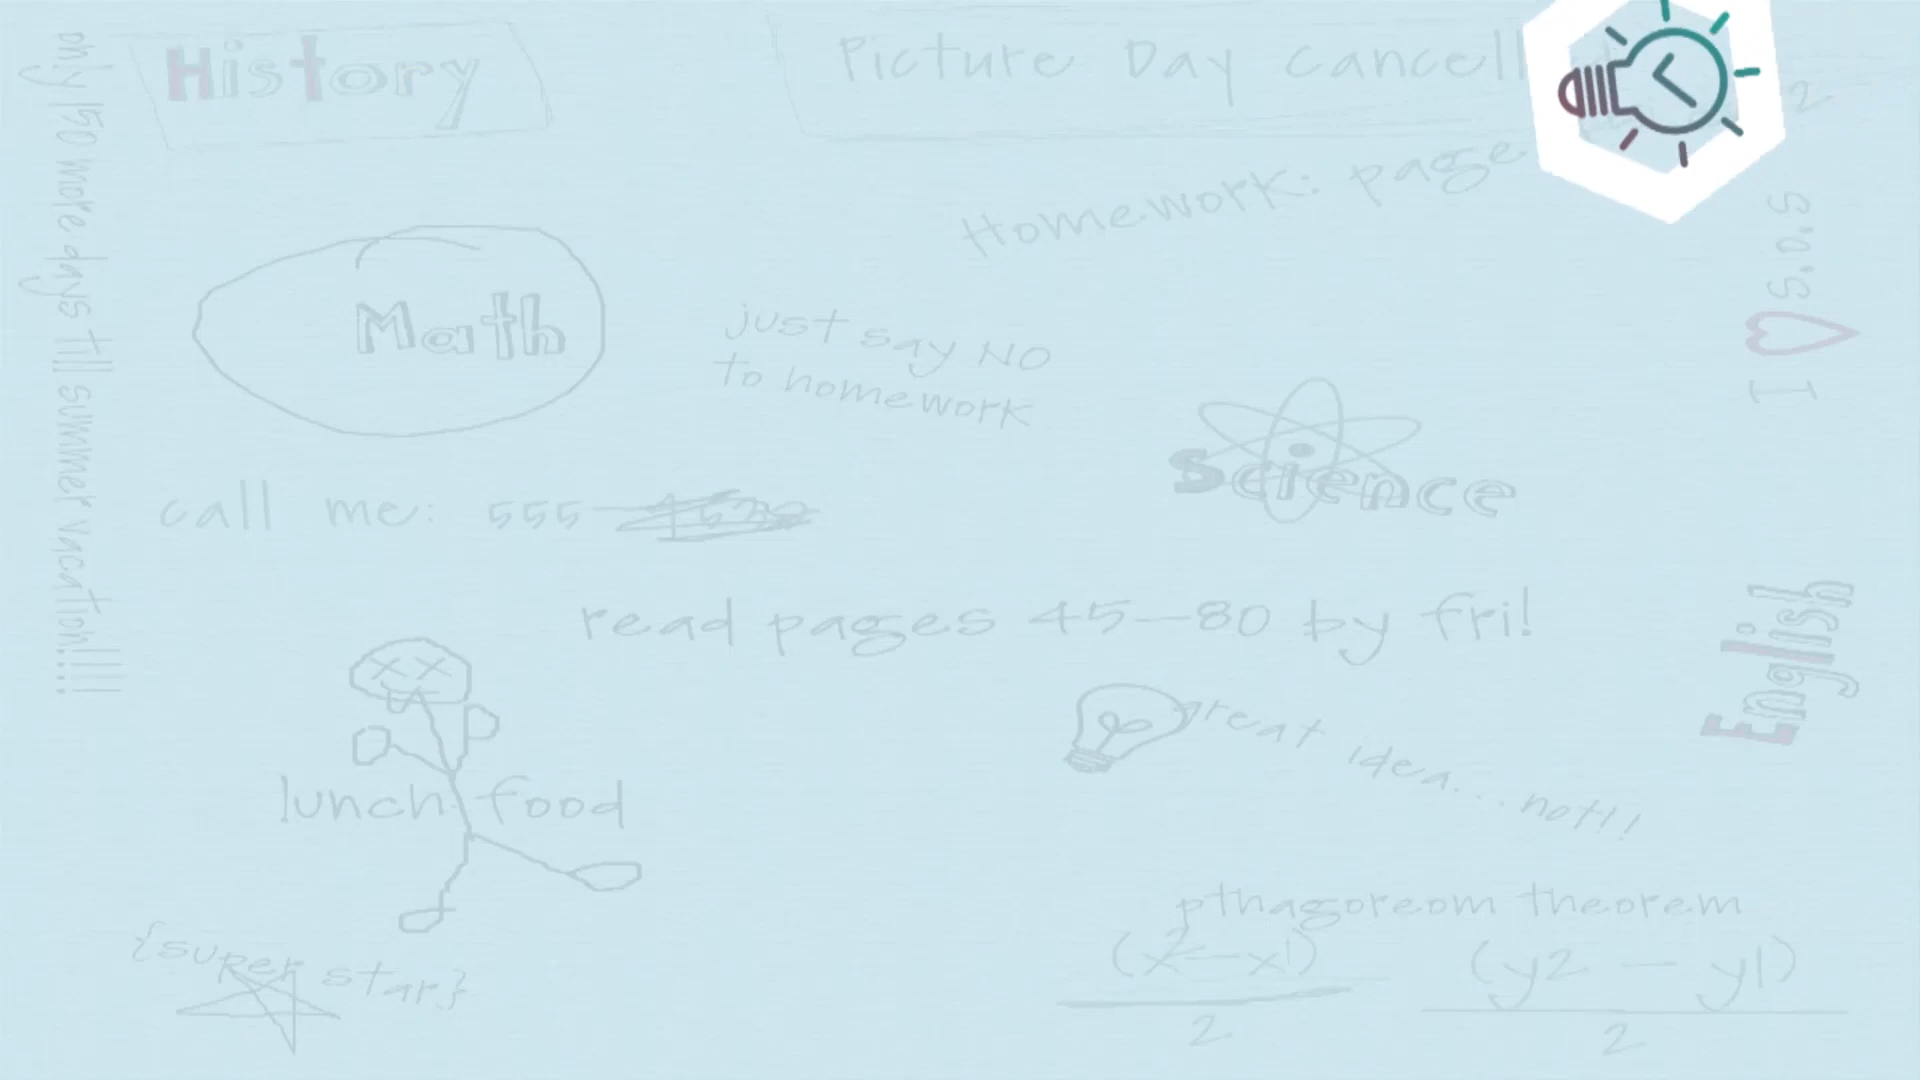 only 150 more days till summer vacation!!!!!
History
Picture Day Cancell
2
Homework: page
S.O.S
I
Math
just say NO
to homework
Science
call me: 555-
read pages 45-80 by fri!
English
great idea... not!!
lunch food
pthagoreom theorem
{super star}
(x2-x1)
2
(y2 - y1)
2